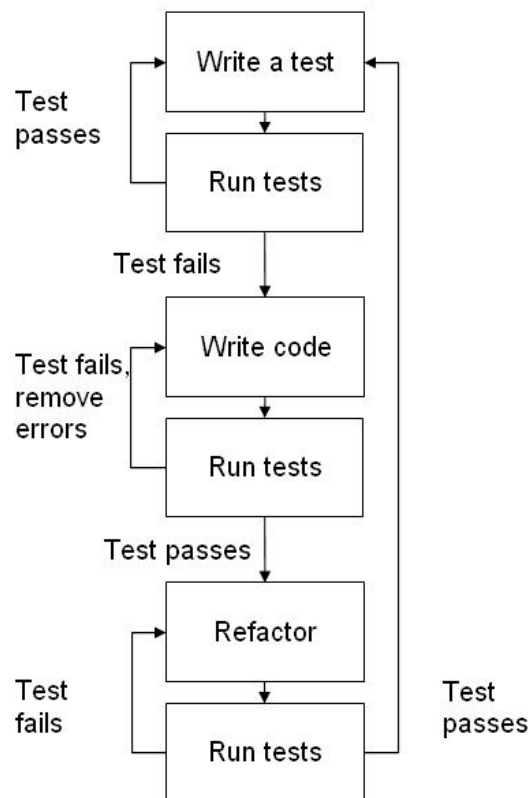 Write a test
Test
passes
Run tests
Test fails
Write code
Test fails,
remove
errors
Run tests
Test passes
Refactor
Test
fails
Run tests
Test
passes